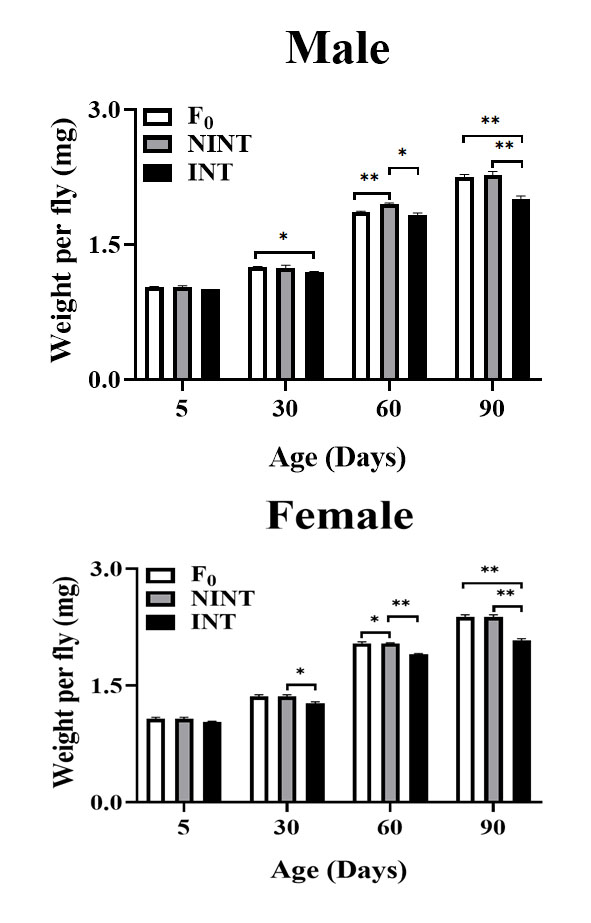 Male
3.0
F0
NINT
INT
Weight per fly (mg)
1.5
0.0
*
**
*
**
**
5 30 60 90
Age (Days)
Female
3.0
F0
NINT
INT
Weight per fly (mg)
1.5
0.0
*
*
**
**
**
5 30 60 90
Age (Days)